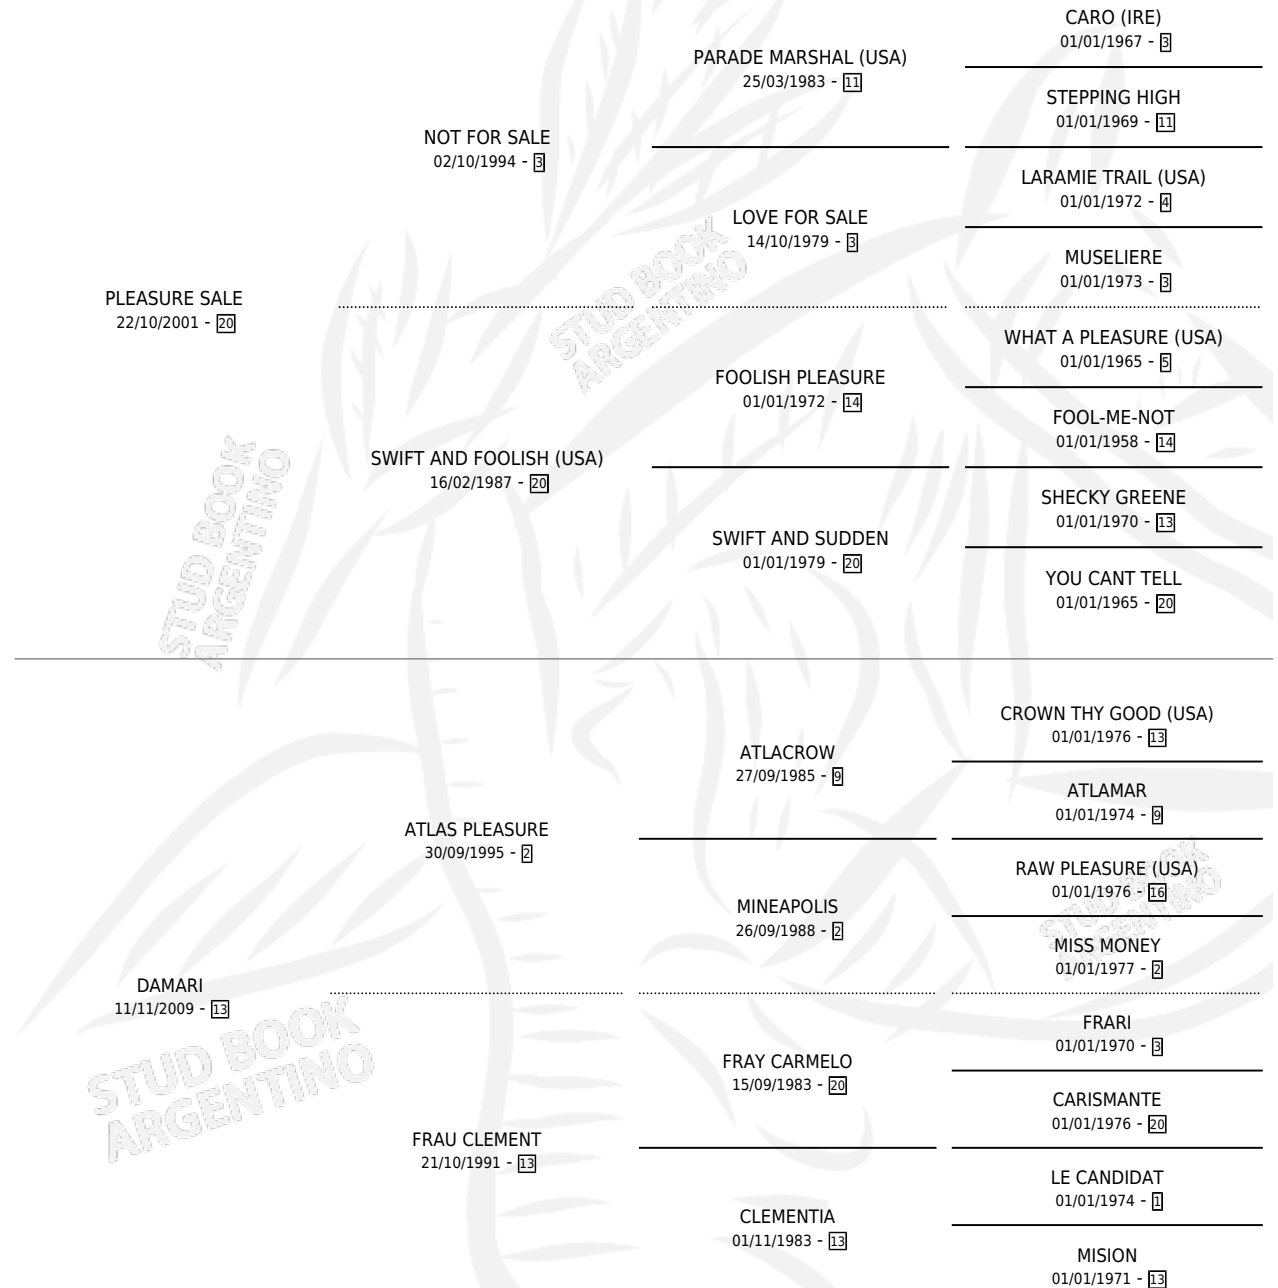 CARO (IRE)
01/01/1967 - 3
PARADE MARSHAL (USA)
25/03/1983 - 11
STEPPING HIGH
01/01/1969 - 11
NOT FOR SALE
02/10/1994 - 3
LARAMIE TRAIL (USA)
01/01/1972 - 4
LOVE FOR SALE
14/10/1979 - 3
MUSELIERE
01/01/1973 - 3
PLEASURE SALE
22/10/2001 - 20
WHAT A PLEASURE (USA)
01/01/1965 - 5
FOOLISH PLEASURE
01/01/1972 - 14
FOOL-ME-NOT
01/01/1958 - 14
SWIFT AND FOOLISH (USA)
16/02/1987 - 20
SHECKY GREENE
01/01/1970 - 13
SWIFT AND SUDDEN
01/01/1979 - 20
YOU CANT TELL
01/01/1965 - 20
CROWN THY GOOD (USA)
01/01/1976 - 13
ATLACROW
27/09/1985 - 9
ATLAMAR
01/01/1974 - 9
ATLAS PLEASURE
30/09/1995 - 2
RAW PLEASURE (USA)
01/01/1976 - 16
MINEAPOLIS
26/09/1988 - 2
MISS MONEY
01/01/1977 - 2
DAMARI
11/11/2009 - 13
FRARI
01/01/1970 - 3
FRAY CARMELO
15/09/1983 - 20
CARISMANTE
01/01/1976 - 20
FRAU CLEMENT
21/10/1991 - 13
LE CANDIDAT
01/01/1974 - 1
CLEMENTIA
01/11/1983 - 13
MISION
01/01/1971 - 13
STUD BOOK
ARGENTINO
STUD BOOK
ARGENTINO
STUD BOOK
ARGENTINO
STUD BOOK
ARGENTINO